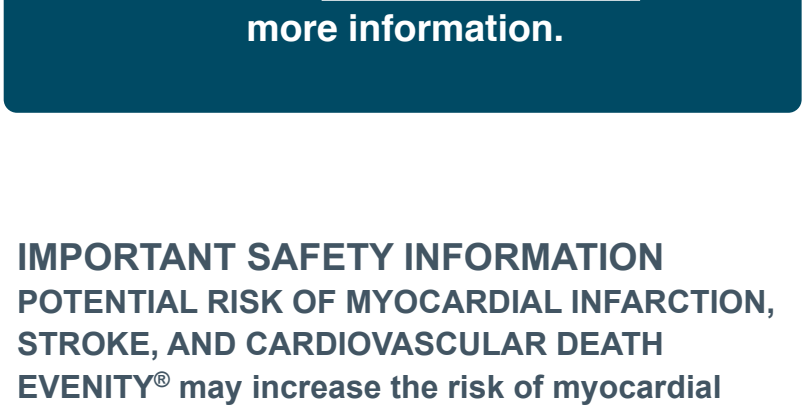 more information.
IMPORTANT SAFETY INFORMATION
POTENTIAL RISK OF MYOCARDIAL INFARCTION,
STROKE, AND CARDIOVASCULAR DEATH
EVENITY® may increase the risk of myocardial